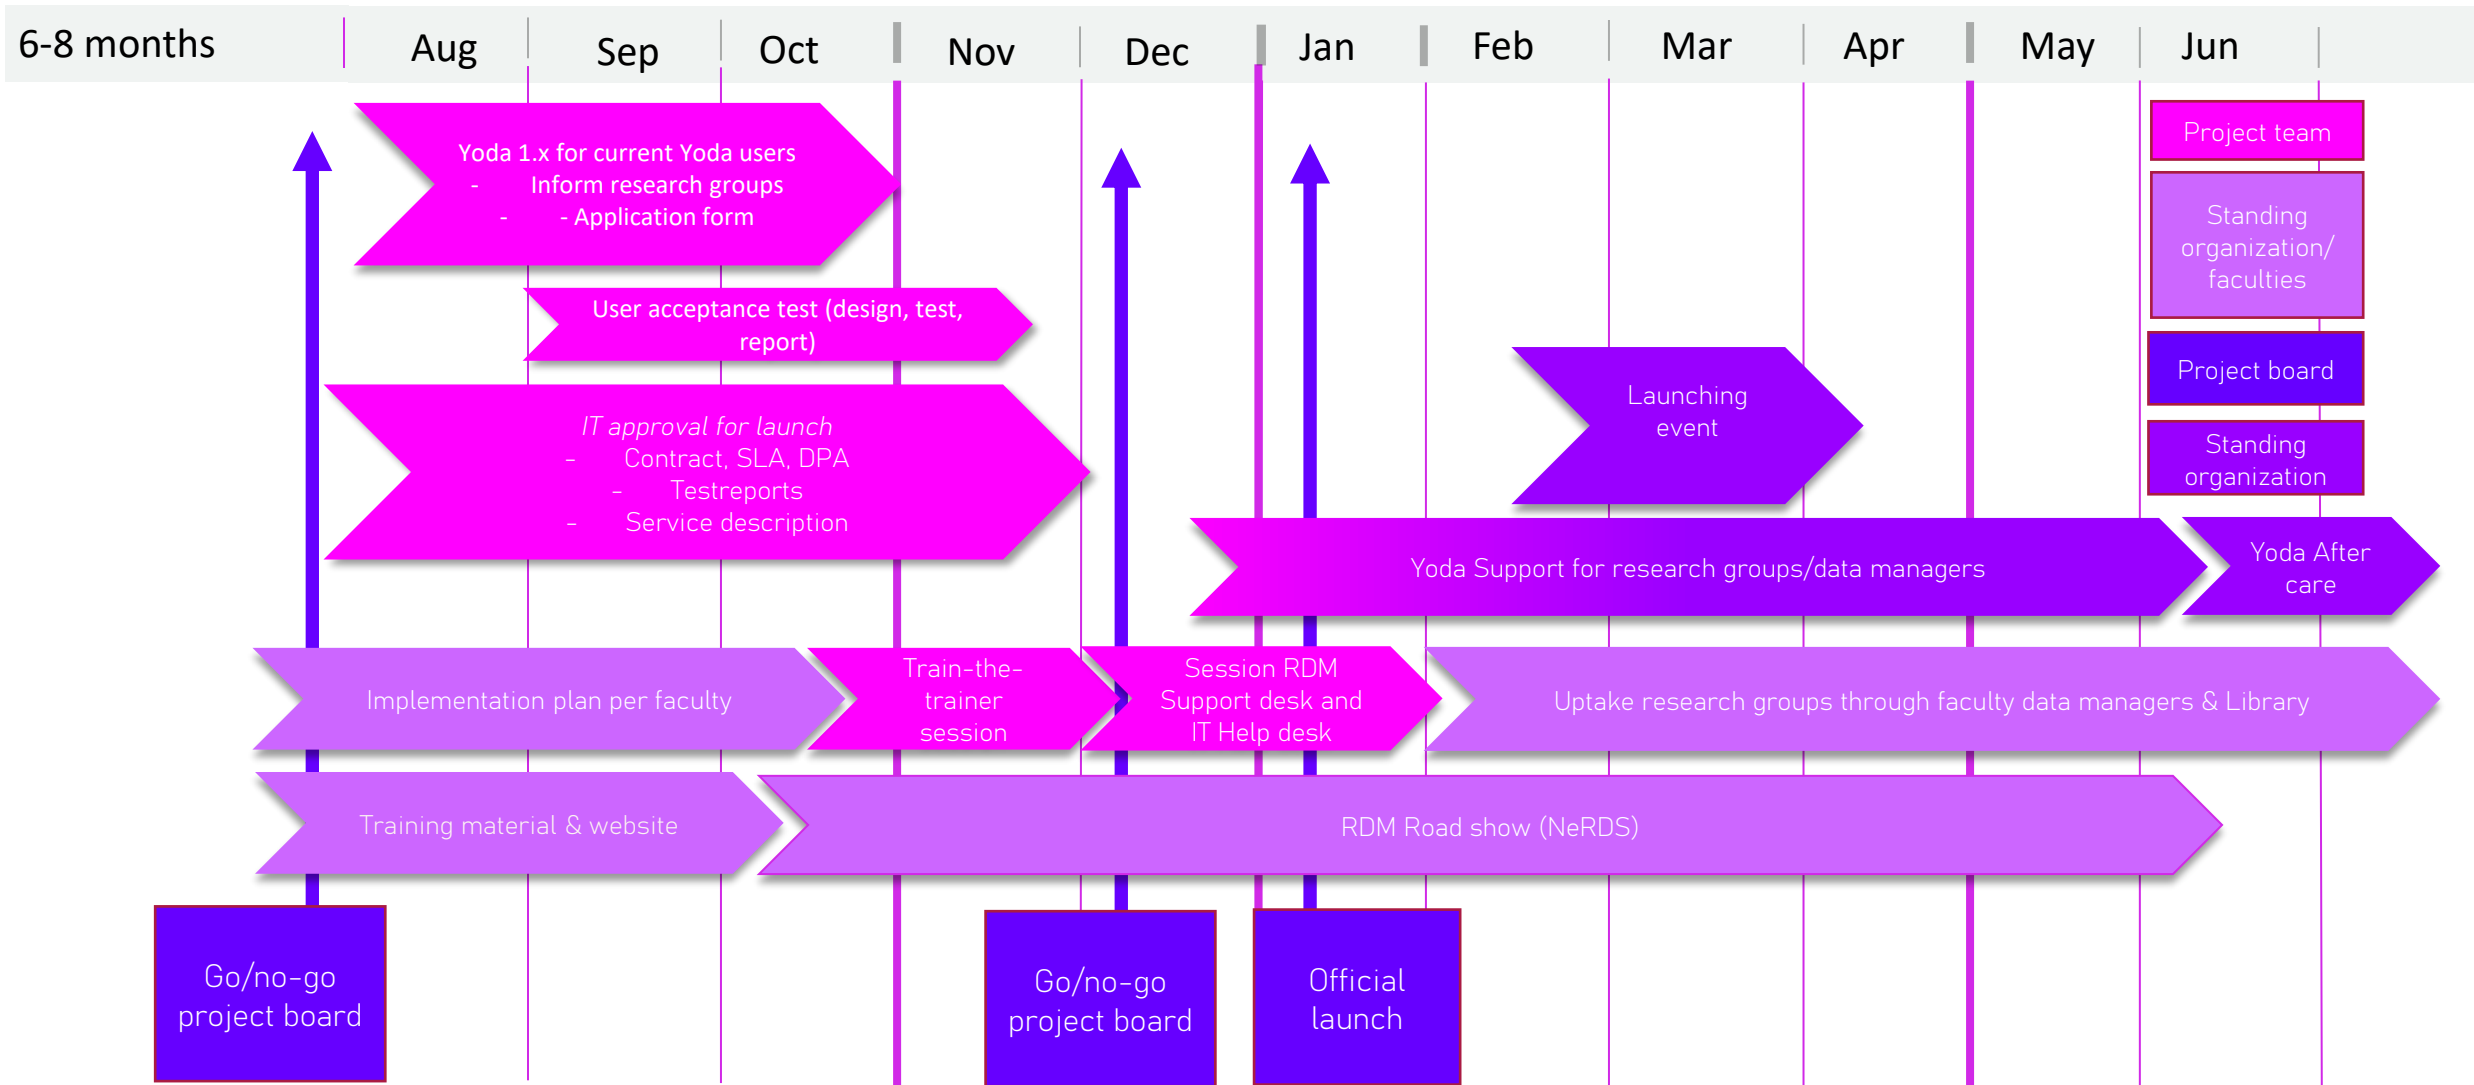 6-8 months
Aug
Sep
Oct
Nov
Dec
Jan
Feb
Mar
Apr
May
Jun
Yoda 1.x for current Yoda users
- Inform research groups
- - Application form
Project team
Standing
organization/
faculties
User acceptance test (design, test,
report)
Project board
Launching
event
IT approval for launch
- Contract, SLA, DPA
- Testreports
- Service description
Standing
organization
Yoda Support for research groups/data managers
Yoda After
care
Implementation plan per faculty
Train-the-
trainer
session
Session RDM
Support desk and
IT Help desk
Uptake research groups through faculty data managers & Library
Training material & website
RDM Road show (NeRDS)
Go/no-go
project board
Go/no-go
project board
Official
launch